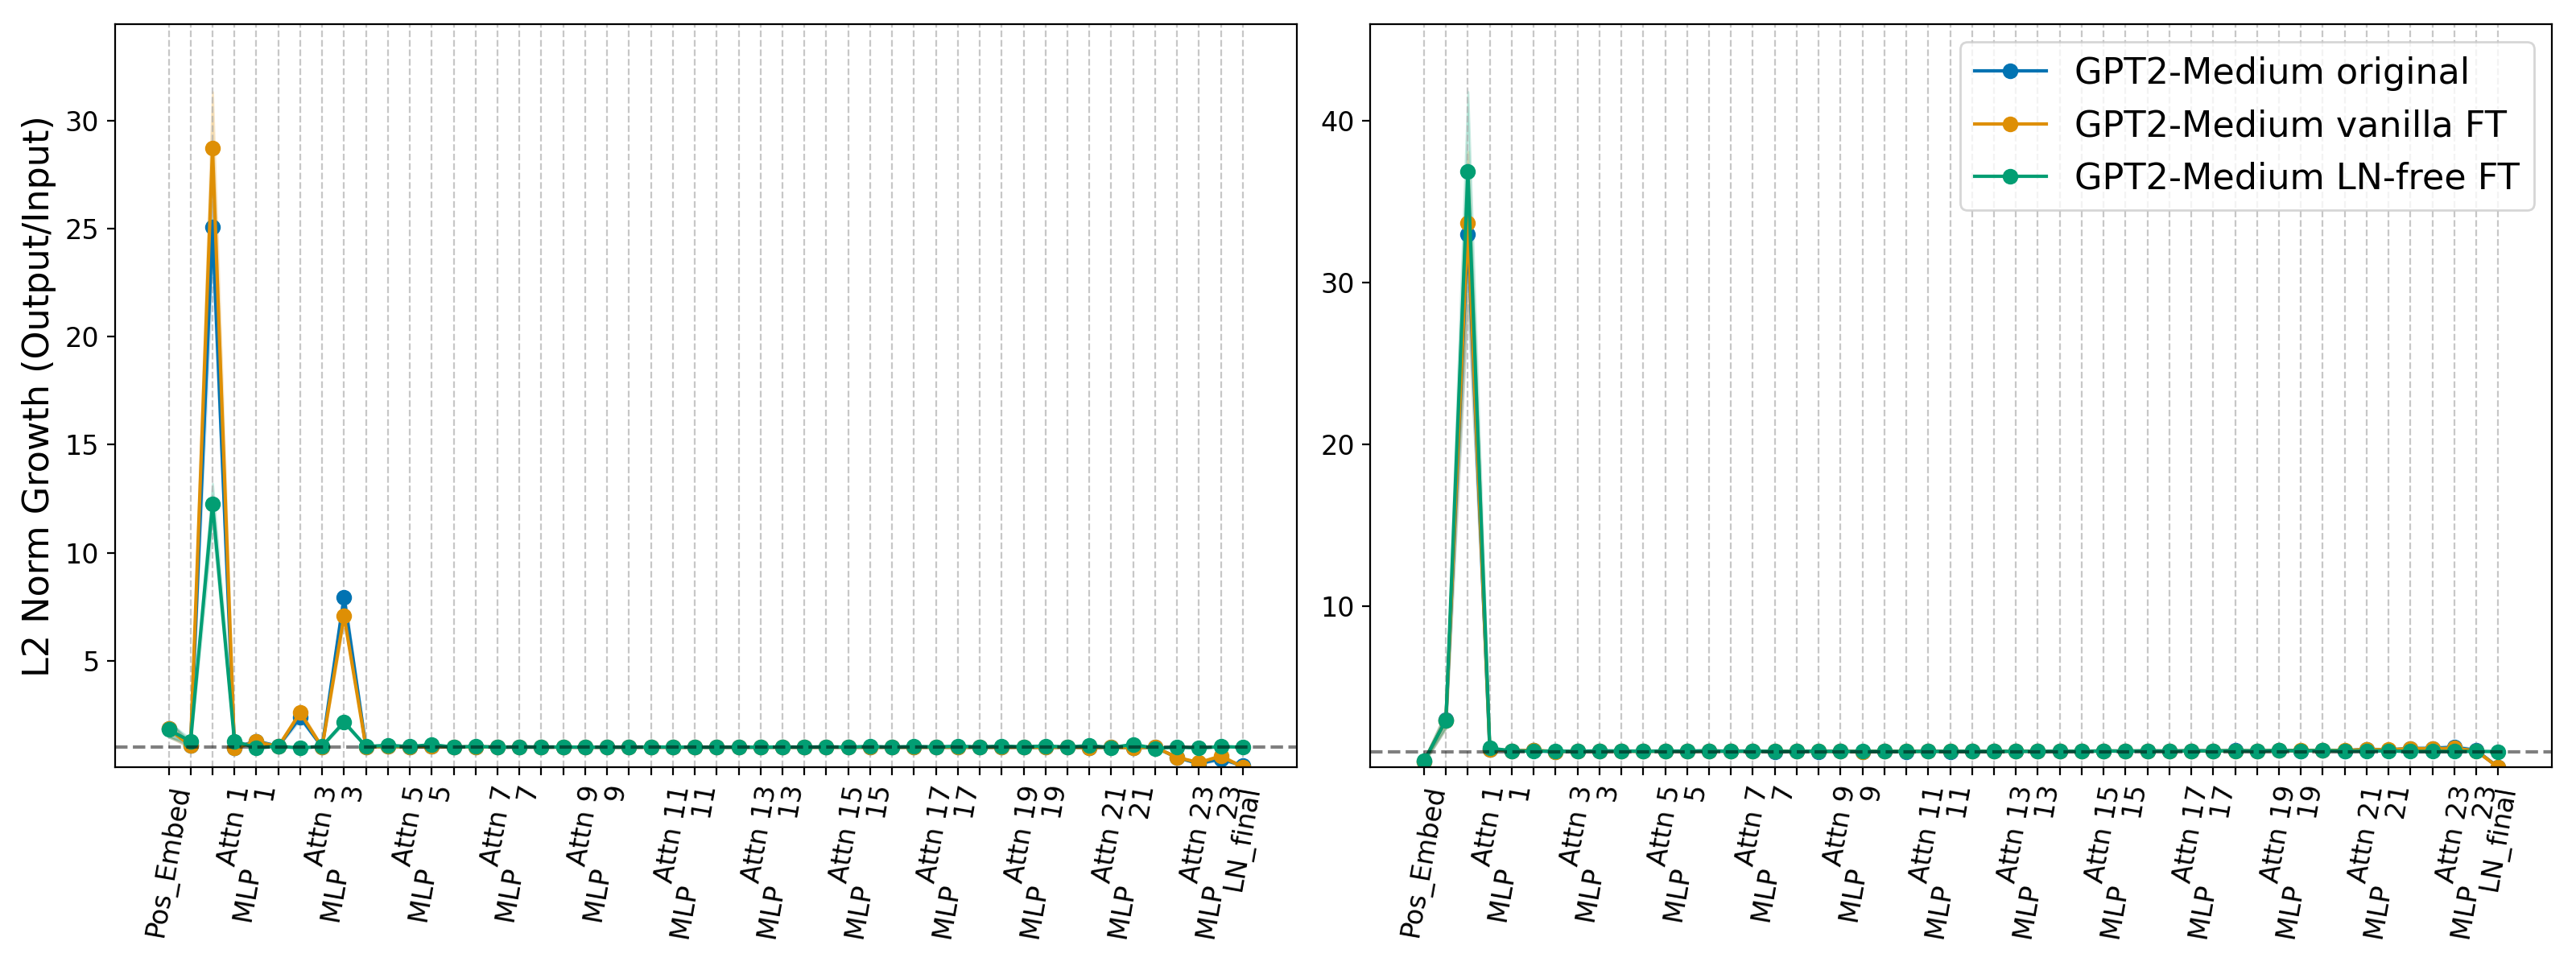 L2 Norm Growth (Output/Input)
30
25
20
15
10
5
Pos_Embed
Attn 1
MLP 1
Attn 3
MLP 3
Attn 5
MLP 5
Attn 7
MLP 7
Attn 9
MLP 9
Attn 11
MLP 11
Attn 13
MLP 13
Attn 15
MLP 15
Attn 17
MLP 17
Attn 19
MLP 19
Attn 21
MLP 21
Attn 23
MLP 23
LN_final
40
30
20
10
GPT2-Medium original
GPT2-Medium vanilla FT
GPT2-Medium LN-free FT
Pos_Embed
Attn 1
MLP 1
Attn 3
MLP 3
Attn 5
MLP 5
Attn 7
MLP 7
Attn 9
MLP 9
Attn 11
MLP 11
Attn 13
MLP 13
Attn 15
MLP 15
Attn 17
MLP 17
Attn 19
MLP 19
Attn 21
MLP 21
Attn 23
MLP 23
LN_final